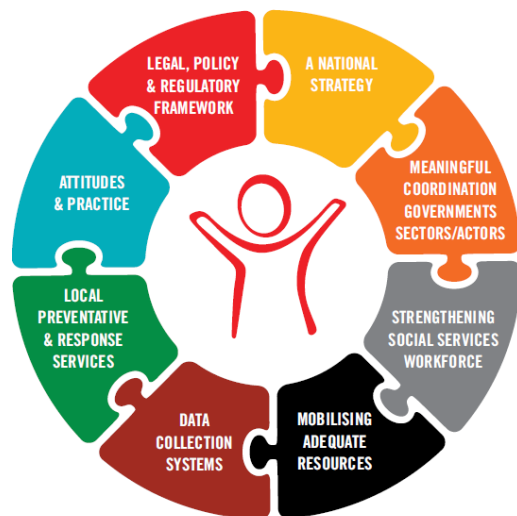 LEGAL, POLICY
& REGULATORY
FRAMEWORK
A NATIONAL
STRATEGY
MEANINGFUL
COORDINATION
GOVERNMENTS
SECTORS/ACTORS
STRENGTHENING
SOCIAL SERVICES
WORKFORCE
MOBILISING
ADEQUATE
RESOURCES
DATA
COLLECTION
SYSTEMS
LOCAL
PREVENTATIVE
& RESPONSE
SERVICES
ATTITUDES
& PRACTICE